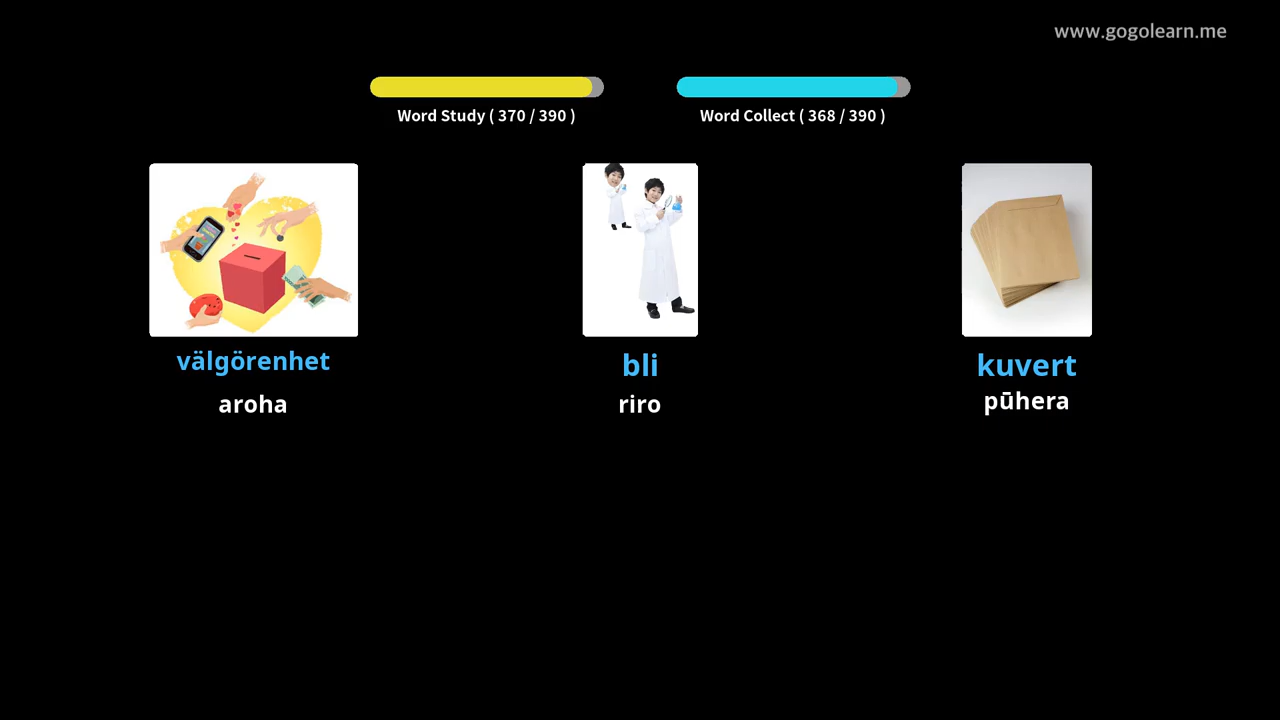 www.gogolearn.me
Word Study ( 370 / 390 )
Word Collect ( 368 / 390 )
välgörenhet
aroha
bli
riro
kuvert
pūhera